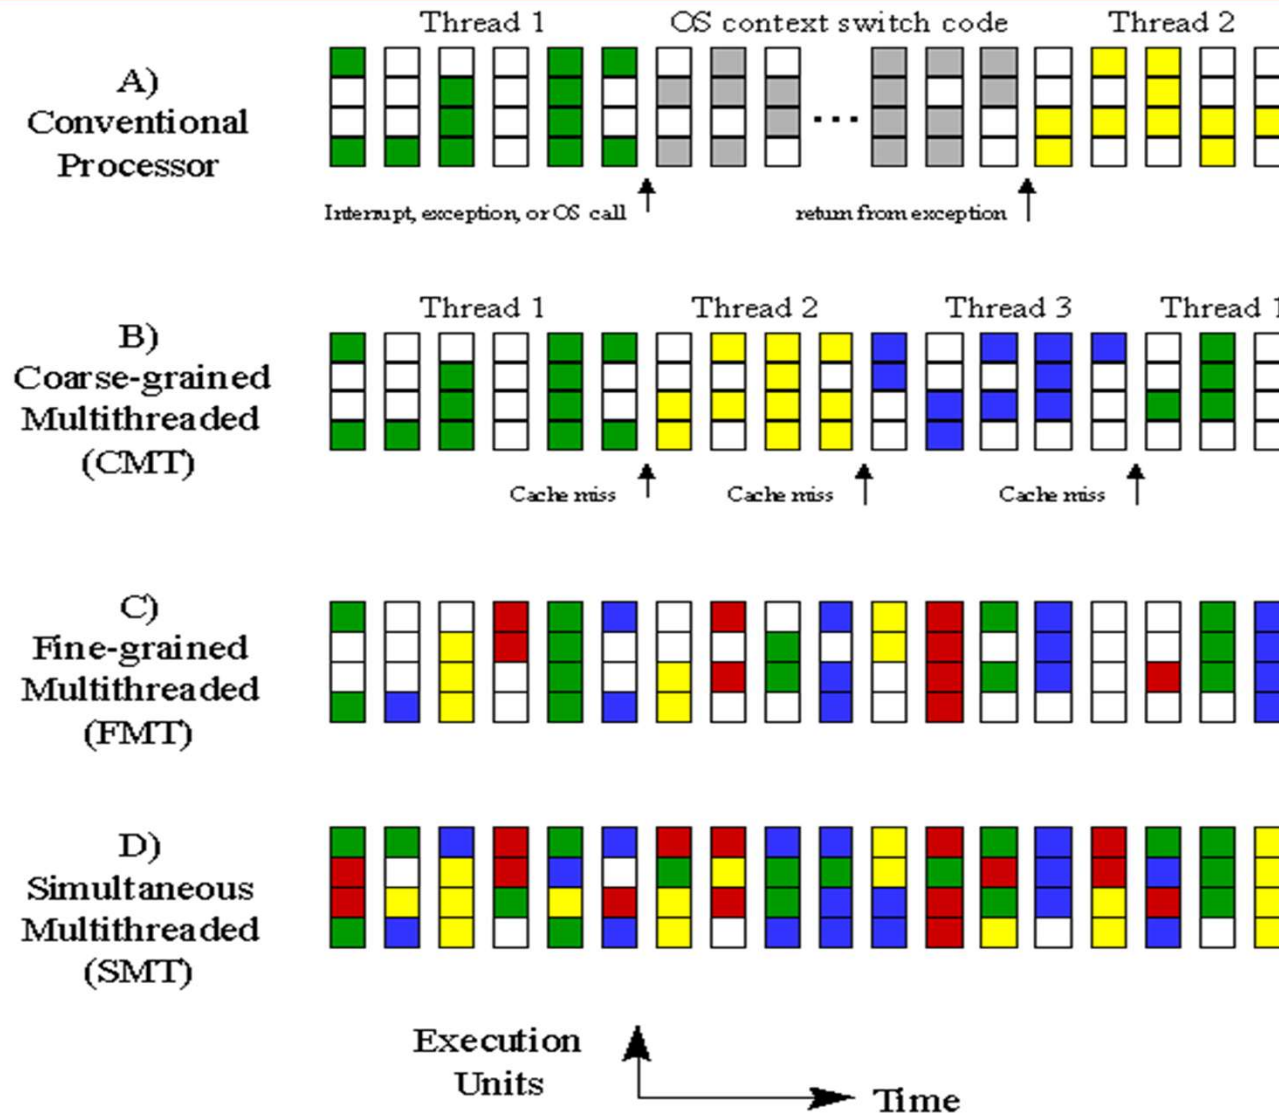 Thread 1 OS context switch code Thread 2
A)
Conventional
Processor
...
Interrupt, exception, or OS call return from exception
Thread 1 Thread 2 Thread 3 Thread 1
B)
Coarse-grained
Multithreaded
(CMT)
Cache miss Cache miss Cache miss
C)
Fine-grained
Multithreaded
(FMT)
D)
Simultaneous
Multithreaded
(SMT)
Execution
Units
Time